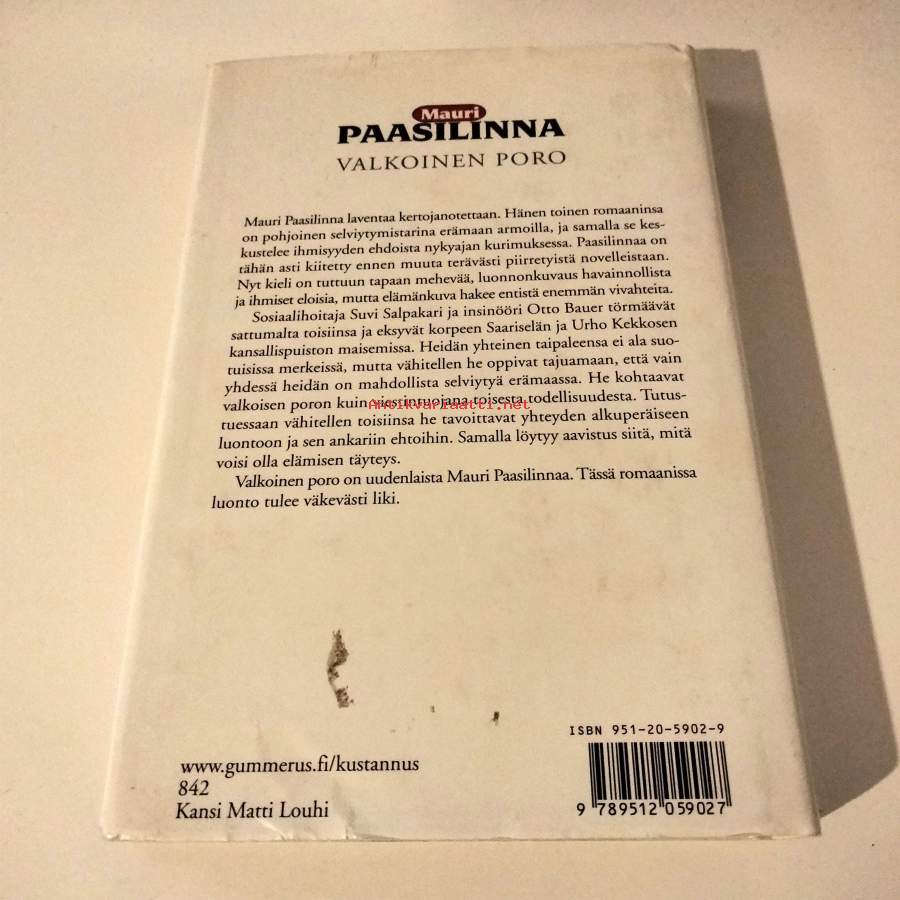 Mauri
PAASILINNA
VALKOINEN PORO
Mauri Paasilinna laventaa kertojanotettaan. Hänen toinen romaaninsa
on pohjoinen selviytymistarina erämaan armoilla, ja samalla se kes-
kustelee ihmisyyden ehdoista nykyajan kurimuksessa. Paasilinnaa on
tähän asti kiitetty ennen muuta terävästi piirretyistä novelleistaan.
Nyt kieli on tuttuun tapaan mehevää, luonnonkuvaus havainnollista
ja ihmiset eloisia, mutta elämänkuva hakee entistä enemmän vivahteita.
Sosiaalihoitaja Suvi Salpakari ja insinööri Otto Bauer törmäävät
sattumalta toisiinsa ja eksyvät korpeen Saariselän ja Urho Kekkosen
kansallispuiston maisemissa. Heidän yhteinen taipaleensa ei ala suo-
tuisissa merkeissä, mutta vähitellen he oppivat tajuamaan, että vain
yhdessä heidän on mahdollista selviytyä erämaassa. He kohtaavat
valkoisen poron kuin viestintuojana toisesta todellisuudesta. Tutus-
Antikvariaatti.net
tuessaan vähitellen toisiinsa he tavoittavat yhteyden alkuperäiseen
luontoon ja sen ankariin ehtoihin. Samalla löytyy aavistus siitä, mitä
voisi olla elämisen täyteys.
Valkoinen poro on uudenlaista Mauri Paasilinnaa. Tässä romaanissa
luonto tulee väkevästi liki.
ISBN 951-20-5902-9
www.gummerus.fi/kustannus
842
Kansi Matti Louhi
9 789512 059027